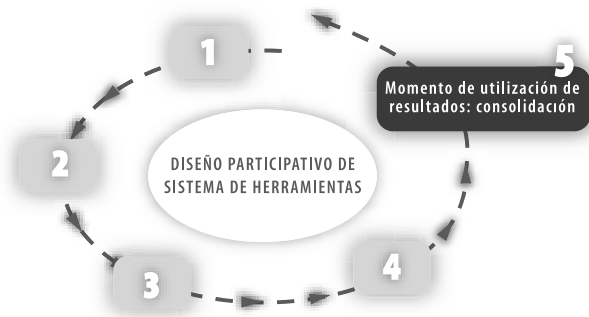 1
5
Momento de utilización de
resultados: consolidación
2
DISEÑO PARTICIPATIVO DE
SISTEMA DE HERRAMIENTAS
4
3